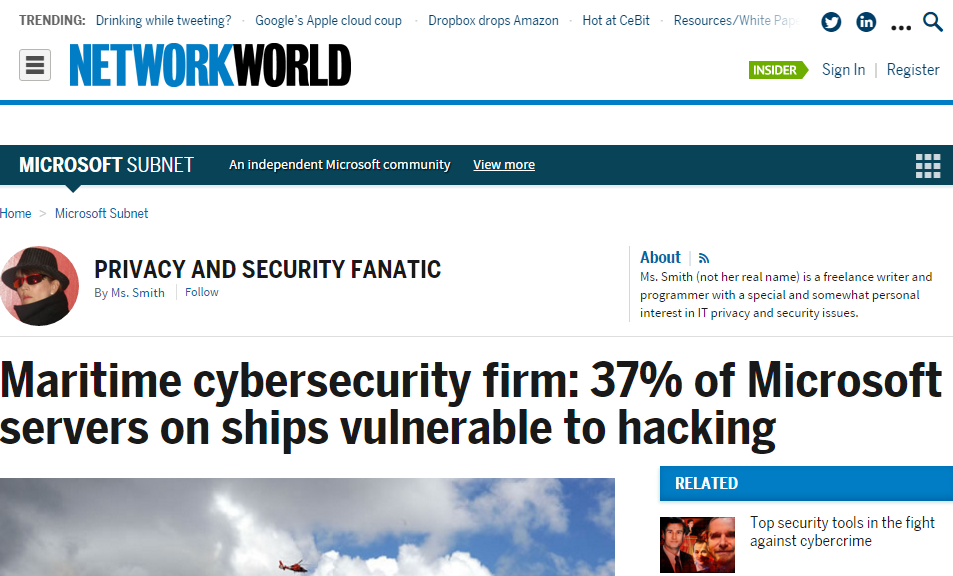 TRENDING: Drinking while tweeting? · Google's Apple cloud coup · Dropbox drops Amazon · Hot at CeBit · Resources/White Pap
NETWORKWORLD
INSIDER Sign In | Register
MICROSOFT SUBNET An independent Microsoft community View more
Home > Microsoft Subnet
PRIVACY AND SECURITY FANATIC
By Ms. Smith | Follow
About
Ms. Smith (not her real name) is a freelance writer and
programmer with a special and somewhat personal
interest in IT privacy and security issues.
Maritime cybersecurity firm: 37% of Microsoft
servers on ships vulnerable to hacking
RELATED
Top security tools in the fight
against cybercrime